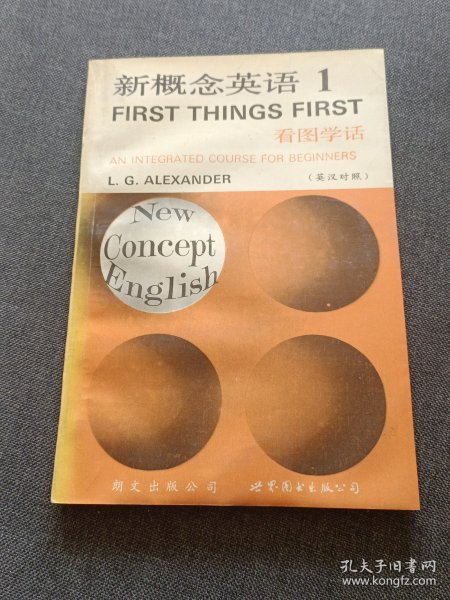 新概念英语 1
FIRST THINGS FIRST
看图学话
AN INTEGRATED COURSE FOR BEGINNERS
L. G. ALEXANDER
（英汉对照）
New
Concept
English
朗文出版公司
世界图书出版公司
孔夫子旧书网
www.kongfz.com